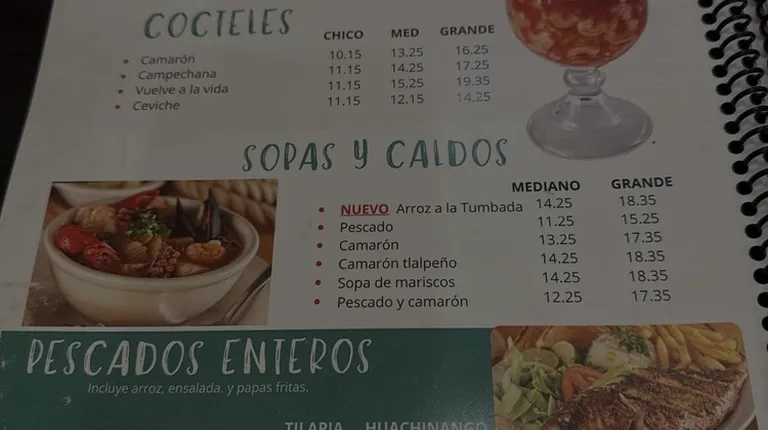 COCTELES
CHICO MED GRANDE
Camarón 10.15 13.25 16.25
Campechana 11.15 14.25 17.25
Vuelve a la vida 11.15 15.25 19.35
Ceviche 11.15 12.15 14.25
SOPAS Y CALDOS
MEDIANO GRANDE
NUEVO Arroz a la Tumbada 14.25 18.35
Pescado 11.25 15.25
Camarón 13.25 17.35
Camarón tlalpeño 14.25 18.35
Sopa de mariscos 14.25 18.35
Pescado y camarón 12.25 17.35
PESCADOS ENTEROS
Incluye arroz, ensalada. y papas fritas.
TILAPIA HUACHINANGO